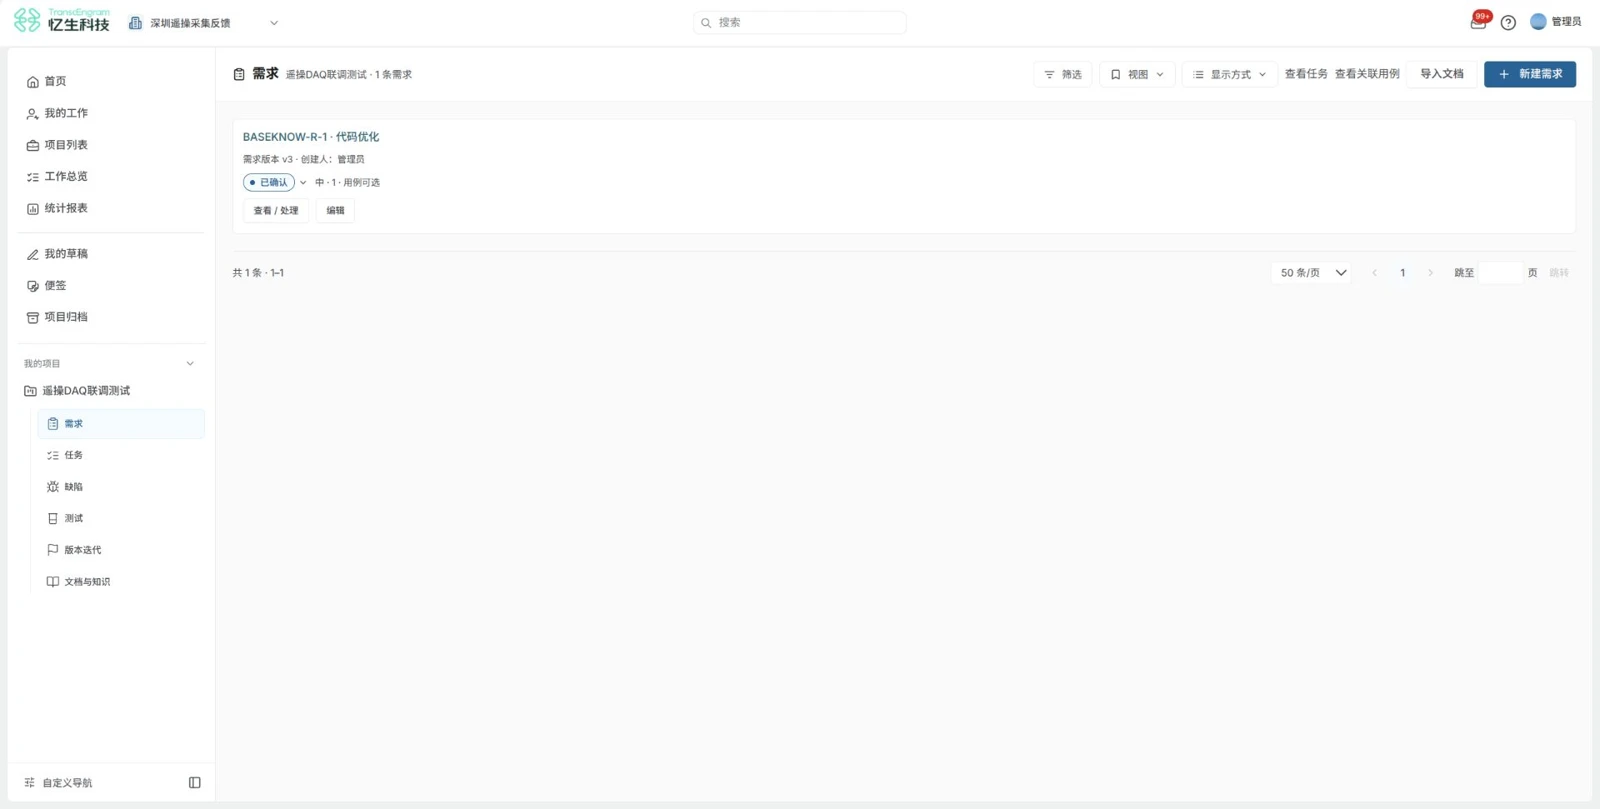 TranscEngram
忆生科技
深圳遥操采集反馈
搜索
99+
管理员
首页
我的工作
项目列表
工作总览
统计报表
我的草稿
便签
项目归档
我的项目
遥操DAQ联调测试
需求
任务
缺陷
测试
版本迭代
文档与知识
自定义导航
需求 遥操DAQ联调测试 · 1 条需求
筛选 视图 显示方式 查看任务 查看关联用例 导入文档 + 新建需求
BASEKNOW-R-1 · 代码优化
需求版本 v3 · 创建人：管理员
已确认 中 · 1 · 用例可选
查看 / 处理 编辑
共 1 条 · 1–1
50 条/页 1 跳至 页 跳转